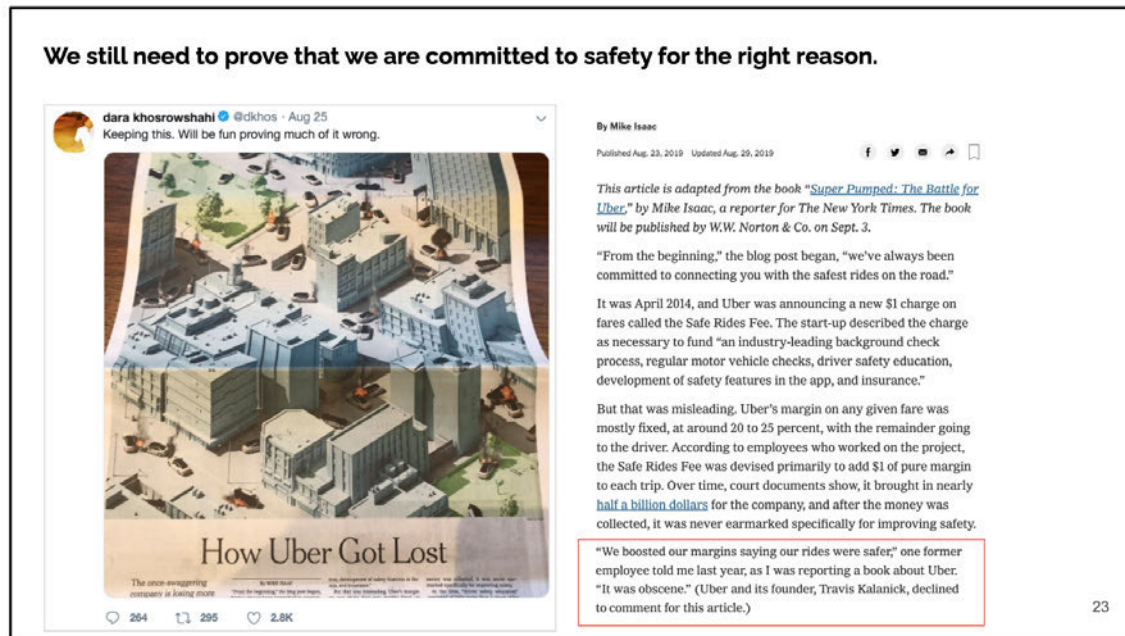 We still need to prove that we are committed to safety for the right reason.
dara khosrowshahi @dkhos · Aug 25
Keeping this. Will be fun proving much of it wrong.
How Uber Got Lost
The once-swaggering
company is losing more
By MIKE ISAAC
264 295 2.8K
By Mike Isaac
Published Aug. 23, 2019 Updated Aug. 29, 2019
This article is adapted from the book “Super Pumped: The Battle for
Uber,” by Mike Isaac, a reporter for The New York Times. The book
will be published by W.W. Norton & Co. on Sept. 3.
“From the beginning,” the blog post began, “we’ve always been
committed to connecting you with the safest rides on the road.”
It was April 2014, and Uber was announcing a new $1 charge on
fares called the Safe Rides Fee. The start-up described the charge
as necessary to fund “an industry-leading background check
process, regular motor vehicle checks, driver safety education,
development of safety features in the app, and insurance.”
But that was misleading. Uber’s margin on any given fare was
mostly fixed, at around 20 to 25 percent, with the remainder going
to the driver. According to employees who worked on the project,
the Safe Rides Fee was devised primarily to add $1 of pure margin
to each trip. Over time, court documents show, it brought in nearly
half a billion dollars for the company, and after the money was
collected, it was never earmarked specifically for improving safety.
“We boosted our margins saying our rides were safer,” one former
employee told me last year, as I was reporting a book about Uber.
“It was obscene.” (Uber and its founder, Travis Kalanick, declined
to comment for this article.)
23